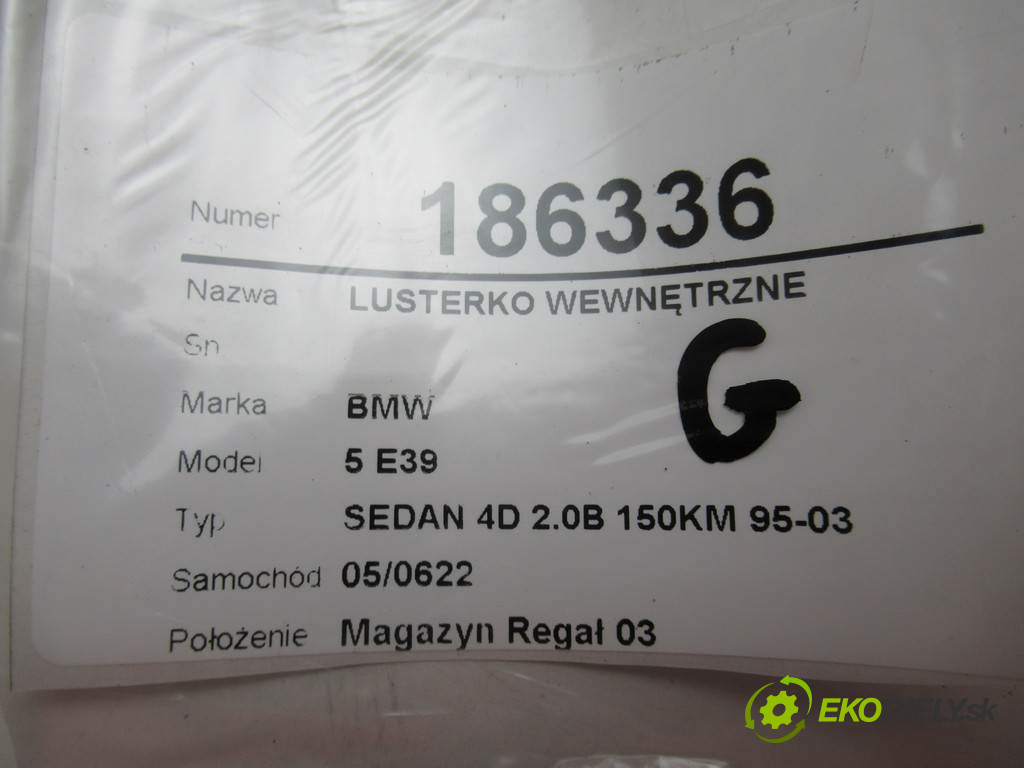 Numer 186336
Nazwa LUSTERKO WEWNĘTRZNE
Sn
G
Marka BMW
Model 5 E39
Typ SEDAN 4D 2.0B 150KM 95-03
Samochód 05/0622
Położenie Magazyn Regał 03
EKODIELY.sk